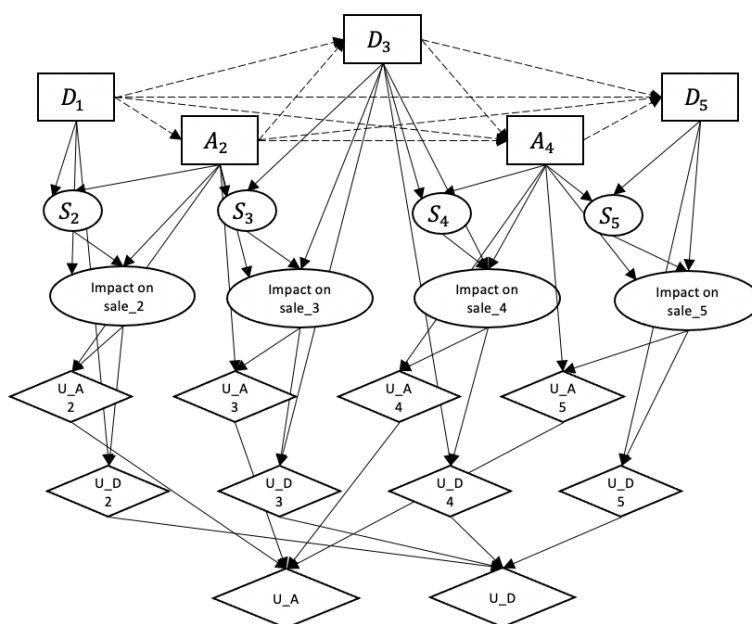 D₃
D₁
D₅
A₂
A₄
S₂
S₃
S₄
S₅
Impact on
sale_2
Impact on
sale_3
Impact on
sale_4
Impact on
sale_5
U_A
2
U_A
3
U_A
4
U_A
5
U_D
2
U_D
3
U_D
4
U_D
5
U_A
U_D